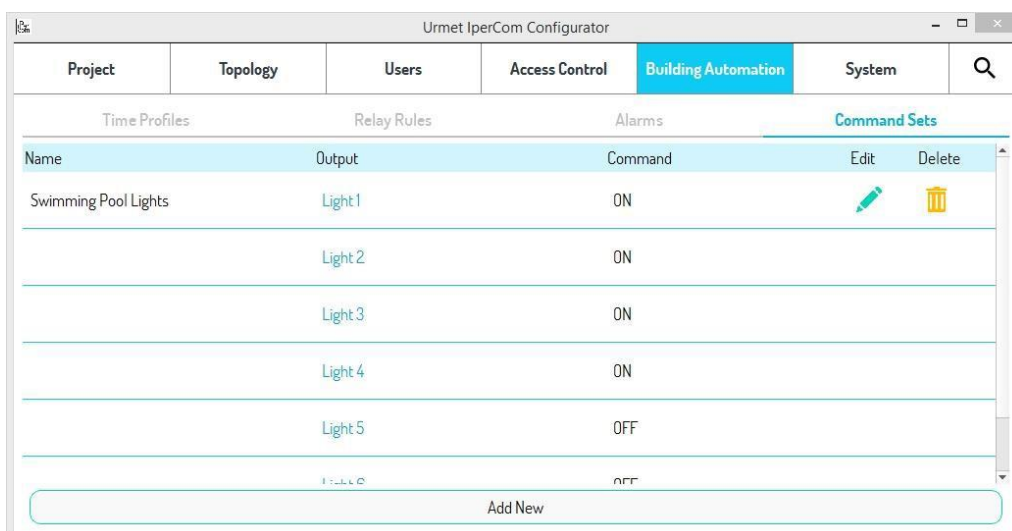 Urmet IperCom Configurator
Project Topology Users Access Control Building Automation System
Time Profiles Relay Rules Alarms Command Sets
Name Output Command Edit Delete
Swimming Pool Lights Light 1 ON
Light 2 ON
Light 3 ON
Light 4 ON
Light 5 OFF
Add New